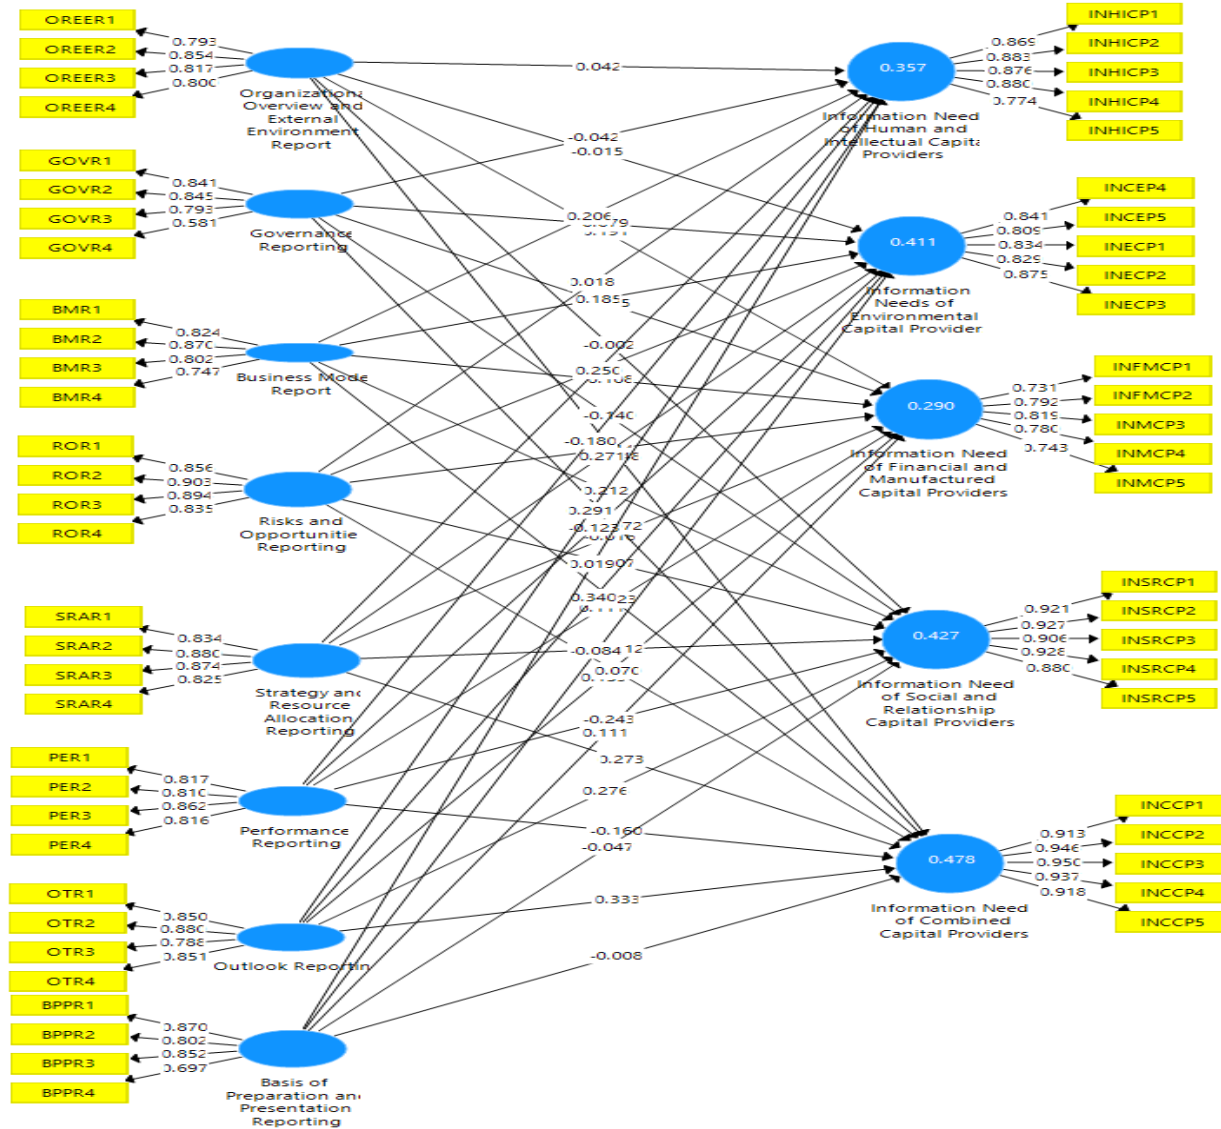 OREER1
OREER2
OREER3
OREER4
0.793
0.854
0.817
0.800
Overview and
External
Environment
Report
GOVR1
GOVR2
GOVR3
GOVR4
0.841
0.845
0.793
0.581
Governance
Reporting
BMR1
BMR2
BMR3
BMR4
0.824
0.870
0.802
0.747
Business Mode
Report
ROR1
ROR2
ROR3
ROR4
0.856
0.903
0.894
0.835
Risks and
Opportunitie
Reporting
SRAR1
SRAR2
SRAR3
SRAR4
0.834
0.880
0.874
0.825
Strategy and
Resource
Allocation
Reporting
PER1
PER2
PER3
PER4
0.817
0.810
0.862
0.816
Performance
Reporting
OTR1
OTR2
OTR3
OTR4
0.850
0.880
0.788
0.851
Outlook Reportin
BPPR1
BPPR2
BPPR3
BPPR4
0.870
0.802
0.852
0.697
Basis of
Preparation an
Presentation
Reporting
0.042
-0.042
-0.015
0.206
0.018
0.185
-0.002
0.250
-0.140
-0.180
0.271
0.212
0.291
-0.123
0.019
0.340
-0.084
0.070
-0.243
0.111
0.273
0.276
-0.160
-0.047
0.333
-0.008
INHICP1
INHICP2
INHICP3
INHICP4
INHICP5
0.869
0.883
0.876
0.880
0.774
0.357
Information Need
of Human and
Intellectual Capita
Providers
INCEP4
INCEP5
INECP1
INECP2
INECP3
0.841
0.809
0.834
0.829
0.875
0.411
Information
Needs of
Environmental
Capital Provider
INFMCP1
INFMCP2
INMCP3
INMCP4
INMCP5
0.731
0.792
0.819
0.780
0.743
0.290
Information Need
of Financial and
Manufactured
Capital Providers
INSRCP1
INSRCP2
INSRCP3
INSRCP4
INSRCP5
0.921
0.927
0.906
0.928
0.880
0.427
Information Need
of Social and
Relationship
Capital Providers
INCCP1
INCCP2
INCCP3
INCCP4
INCCP5
0.913
0.946
0.950
0.937
0.918
0.478
Information Need
of Combined
Capital Providers